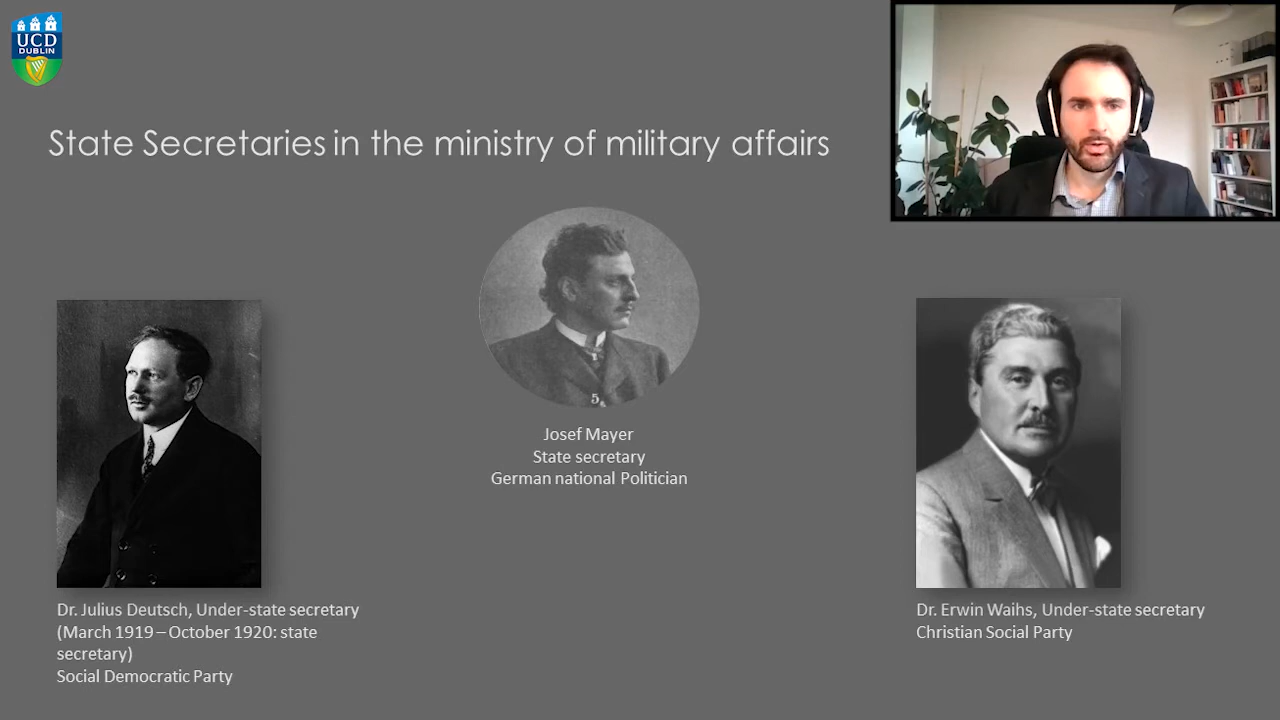 UCD
DUBLIN
State Secretaries in the ministry of military affairs
5
Josef Mayer
State secretary
German national Politician
Dr. Julius Deutsch, Under-state secretary
(March 1919 – October 1920: state
secretary)
Social Democratic Party
Dr. Erwin Waihs, Under-state secretary
Christian Social Party